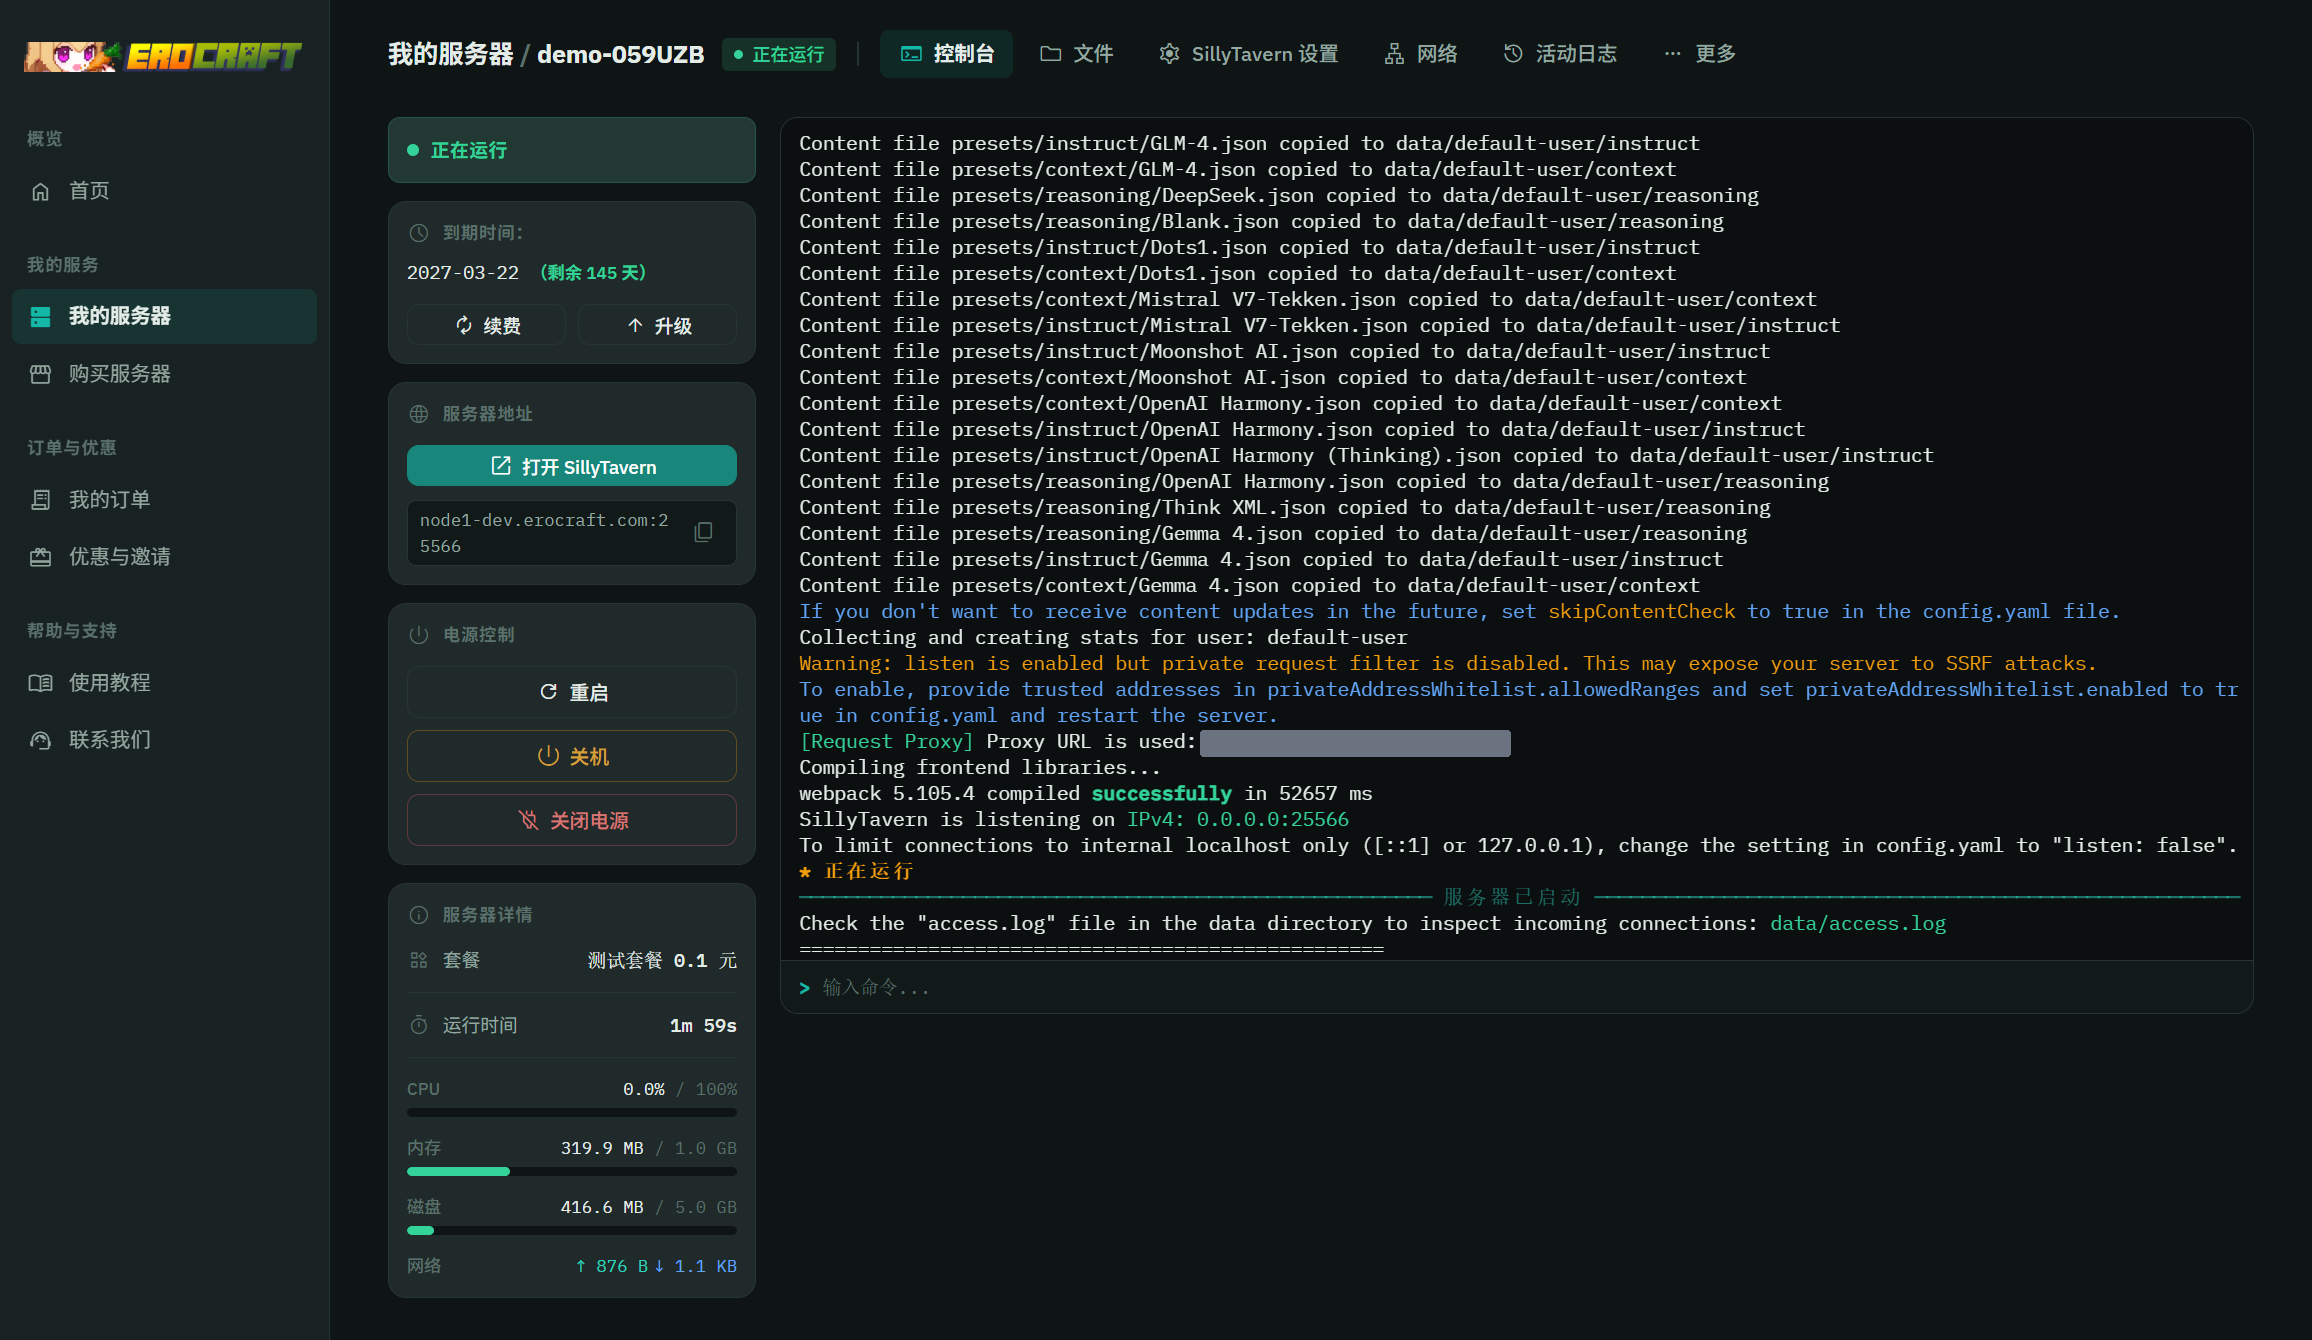 EROCRAFT
概览
首页
我的服务
我的服务器
购买服务器
订单与优惠
我的订单
优惠与邀请
帮助与支持
使用教程
联系我们
我的服务器 / demo-059UZB
正在运行
控制台
文件
SillyTavern 设置
网络
活动日志
更多
正在运行
到期时间:
2027-03-22 (剩余 145 天)
续费
升级
服务器地址
打开 SillyTavern
node1-dev.erocraft.com:2
5566
电源控制
重启
关机
关闭电源
服务器详情
套餐 测试套餐 0.1 元
运行时间 1m 59s
CPU 0.0% / 100%
内存 319.9 MB / 1.0 GB
磁盘 416.6 MB / 5.0 GB
网络 ↑ 876 B ↓ 1.1 KB
Content file presets/instruct/GLM-4.json copied to data/default-user/instruct
Content file presets/context/GLM-4.json copied to data/default-user/context
Content file presets/reasoning/DeepSeek.json copied to data/default-user/reasoning
Content file presets/reasoning/Blank.json copied to data/default-user/reasoning
Content file presets/instruct/Dots1.json copied to data/default-user/instruct
Content file presets/context/Dots1.json copied to data/default-user/context
Content file presets/context/Mistral V7-Tekken.json copied to data/default-user/context
Content file presets/instruct/Mistral V7-Tekken.json copied to data/default-user/instruct
Content file presets/instruct/Moonshot AI.json copied to data/default-user/instruct
Content file presets/context/Moonshot AI.json copied to data/default-user/context
Content file presets/context/OpenAI Harmony.json copied to data/default-user/context
Content file presets/instruct/OpenAI Harmony.json copied to data/default-user/instruct
Content file presets/instruct/OpenAI Harmony (Thinking).json copied to data/default-user/instruct
Content file presets/reasoning/OpenAI Harmony.json copied to data/default-user/reasoning
Content file presets/reasoning/Think XML.json copied to data/default-user/reasoning
Content file presets/reasoning/Gemma 4.json copied to data/default-user/reasoning
Content file presets/instruct/Gemma 4.json copied to data/default-user/instruct
Content file presets/context/Gemma 4.json copied to data/default-user/context
If you don't want to receive content updates in the future, set skipContentCheck to true in the config.yaml file.
Collecting and creating stats for user: default-user
Warning: listen is enabled but private request filter is disabled. This may expose your server to SSRF attacks.
To enable, provide trusted addresses in privateAddressWhitelist.allowedRanges and set privateAddressWhitelist.enabled to tr
ue in config.yaml and restart the server.
[Request Proxy] Proxy URL is used:
Compiling frontend libraries...
webpack 5.105.4 compiled successfully in 52657 ms
SillyTavern is listening on IPv4: 0.0.0.0:25566
To limit connections to internal localhost only ([::1] or 127.0.0.1), change the setting in config.yaml to "listen: false".
* 正在运行
服务器已启动
Check the "access.log" file in the data directory to inspect incoming connections: data/access.log
==================================================
> 输入命令...